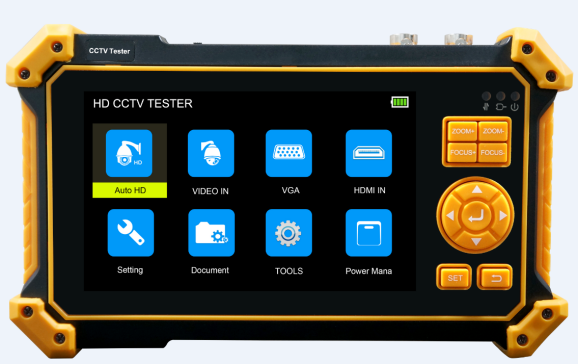 CCTV Tester
HD CCTV TESTER
HD
Auto HD
VIDEO IN
VGA
HDMI IN
Setting
Document
TOOLS
Power Mana
ZOOM+ ZOOM-
FOCUS+ FOCUS-
SET